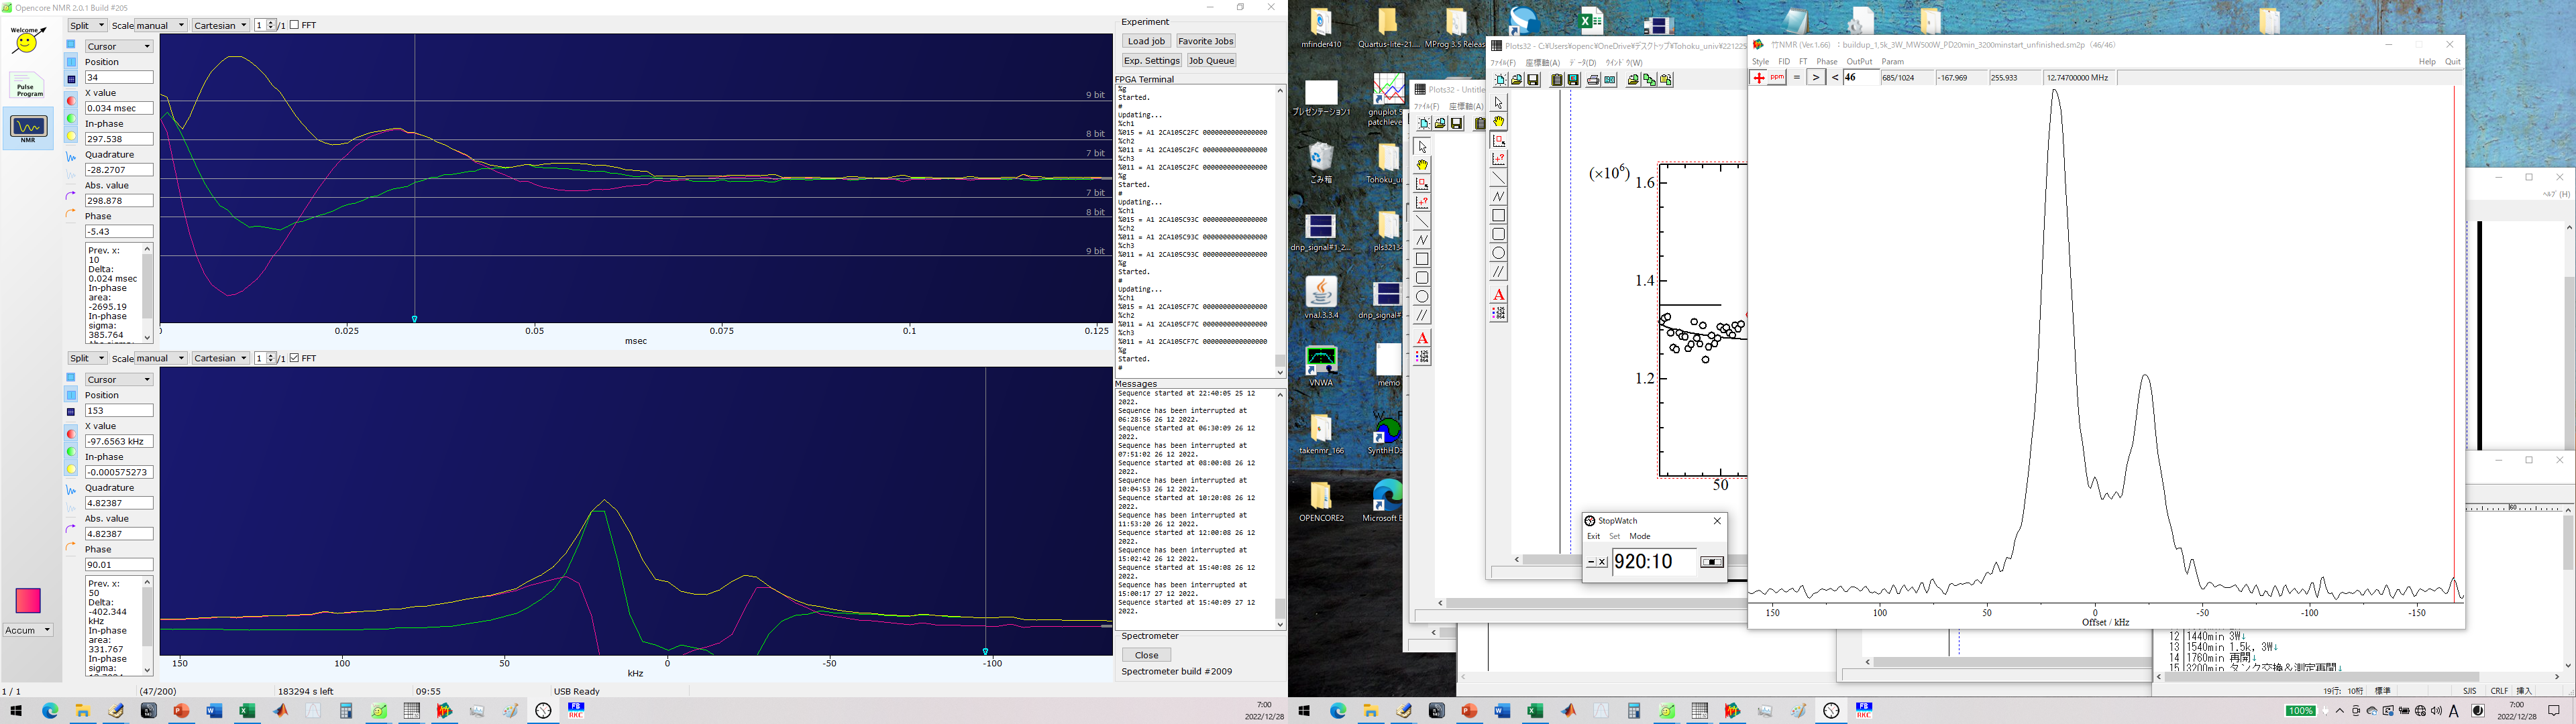 Opencore NMR 2.0.1 Build #205
Welcome
Pulse
Program
NMR
Accum
Split
Scale manual
Cartesian
1 /1
FFT
Cursor
Position
34
X value
0.034 msec
In-phase
297.538
Quadrature
-28.2707
Abs. value
298.878
Phase
-5.43
Prev. x:
10
Delta:
0.024 msec
In-phase
area:
-2695.19
In-phase
sigma:
385.764
9 bit
8 bit
7 bit
7 bit
8 bit
9 bit
0 0.025 0.05 0.075 0.1 0.125
msec
Split
Scale manual
Cartesian
1 /1
FFT
Cursor
Position
153
X value
-97.6563 kHz
In-phase
-0.000575273
Quadrature
4.82387
Abs. value
4.82387
Phase
90.01
Prev. x:
50
Delta:
-402.344
kHz
In-phase
area:
331.767
In-phase
sigma:
150 100 50 0 -50 -100
kHz
1 / 1
(47/200)
183294 s left
09:55
USB Ready
Experiment
Load job
Favorite Jobs
Exp. Settings
Job Queue
FPGA Terminal
%g
Started.
#
Updating...
%ch1
%015 = A1 2CA105C2FC 0000000000000000
%ch2
%011 = A1 2CA105C2FC 0000000000000000
%ch3
%011 = A1 2CA105C2FC 0000000000000000
%g
Started.
#
Updating...
%ch1
%015 = A1 2CA105C93C 0000000000000000
%ch2
%011 = A1 2CA105C93C 0000000000000000
%ch3
%011 = A1 2CA105C93C 0000000000000000
%g
Started.
#
Updating...
%ch1
%015 = A1 2CA105CF7C 0000000000000000
%ch2
%011 = A1 2CA105CF7C 0000000000000000
%ch3
%011 = A1 2CA105CF7C 0000000000000000
%g
Started.
#
Messages
Sequence started at 22:40:05 25 12
2022.
Sequence has been interrupted at
06:28:56 26 12 2022.
Sequence started at 06:30:09 26 12
2022.
Sequence has been interrupted at
07:51:02 26 12 2022.
Sequence started at 08:00:08 26 12
2022.
Sequence has been interrupted at
10:04:53 26 12 2022.
Sequence started at 10:20:08 26 12
2022.
Sequence has been interrupted at
11:53:20 26 12 2022.
Sequence started at 12:00:08 26 12
2022.
Sequence has been interrupted at
15:02:42 26 12 2022.
Sequence started at 15:40:08 26 12
2022.
Sequence has been interrupted at
15:00:17 27 12 2022.
Sequence started at 15:40:09 27 12
2022.
Spectrometer
Close
Spectrometer build #2009
7:00
2022/12/28
mfinder410
Quartus-lite-21....
MProg 3.5 Releas
プレゼンテーション1
gnuplot
patchleve
ごみ箱
Tohoku_u
dnp_signal#1_2...
pls3213
vnaJ.3.3.4
dnp_signal#
VNWA
memo
takenmr_166
SynthHD
OPENCORE2
Microsoft E
Plots32 - Untitle
ファイル(F) 座標軸(A)
Plots32 - C:¥Users¥openc¥OneDrive¥デスクトップ¥Tohoku_univ¥221225
ファイル(F) 座標軸(A) データ(D) ウインドウ(W)
(×10⁶)
1.6
1.4
1.2
50
StopWatch
Exit Set Mode
920:10
竹NMR (Ver.1.66) : buildup_1.5k_3W_MW500W_PD20min_3200minstart_unfinished.sm2p (46/46)
Style FID FT Phase OutPut Param
Help Quit
ppm = > < 46 685/1024 -167.969 255.933 12.74700000 MHz
150 100 50 0 -50 -100 -150
Offset / kHz
ヘルプ(H)
12 1440min 3W↓
13 1540min 1.5k, 3W↓
14 1760min 再開↓
15 3200min タンク交換&測定再開↓
19行: 10桁 標準 SJIS CRLF 挿入
100%
A
7:00
2022/12/28